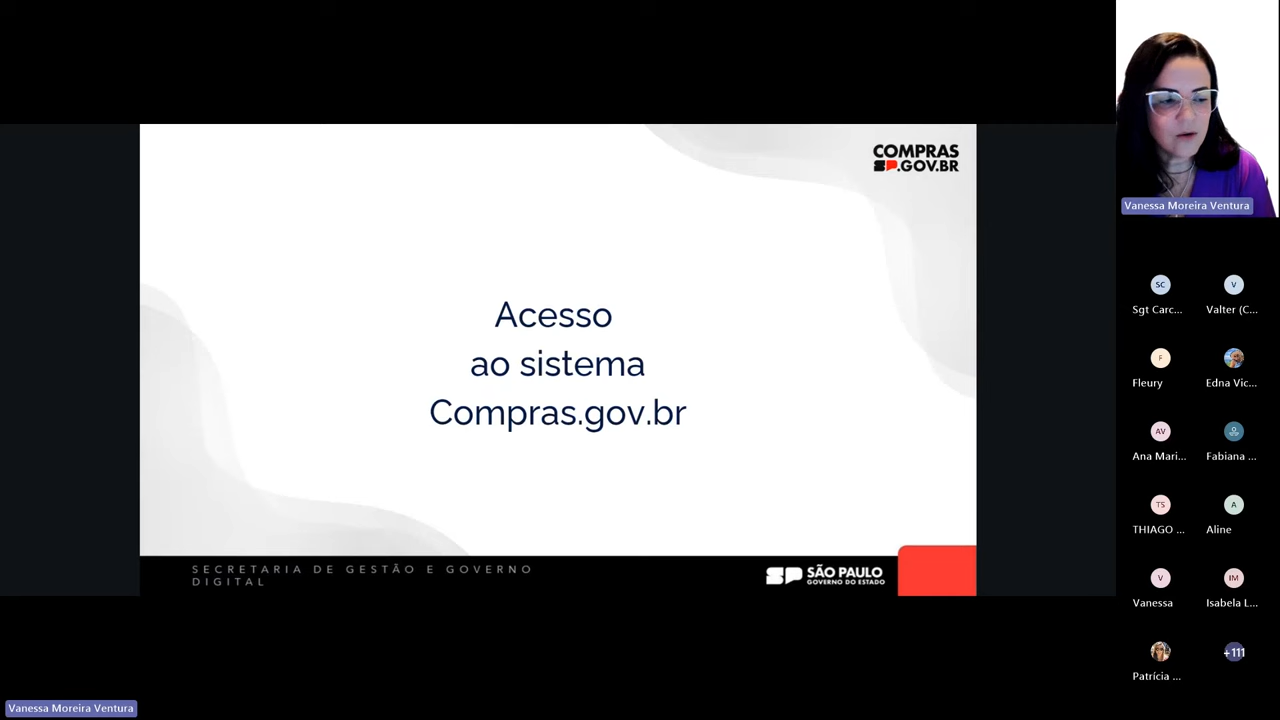 COMPRAS
SP.GOV.BR
Acesso
ao sistema
Compras.gov.br
SECRETARIA DE GESTÃO E GOVERNO
DIGITAL
SP SÃO PAULO
GOVERNO DO ESTADO
Vanessa Moreira Ventura
SC
V
Sgt Carc...
Valter (C...
F
Fleury
Edna Vic...
AV
Ana Mari...
Fabiana ...
TS
A
THIAGO ...
Aline
V
IM
Vanessa
Isabela L...
+111
Patrícia ...
Vanessa Moreira Ventura